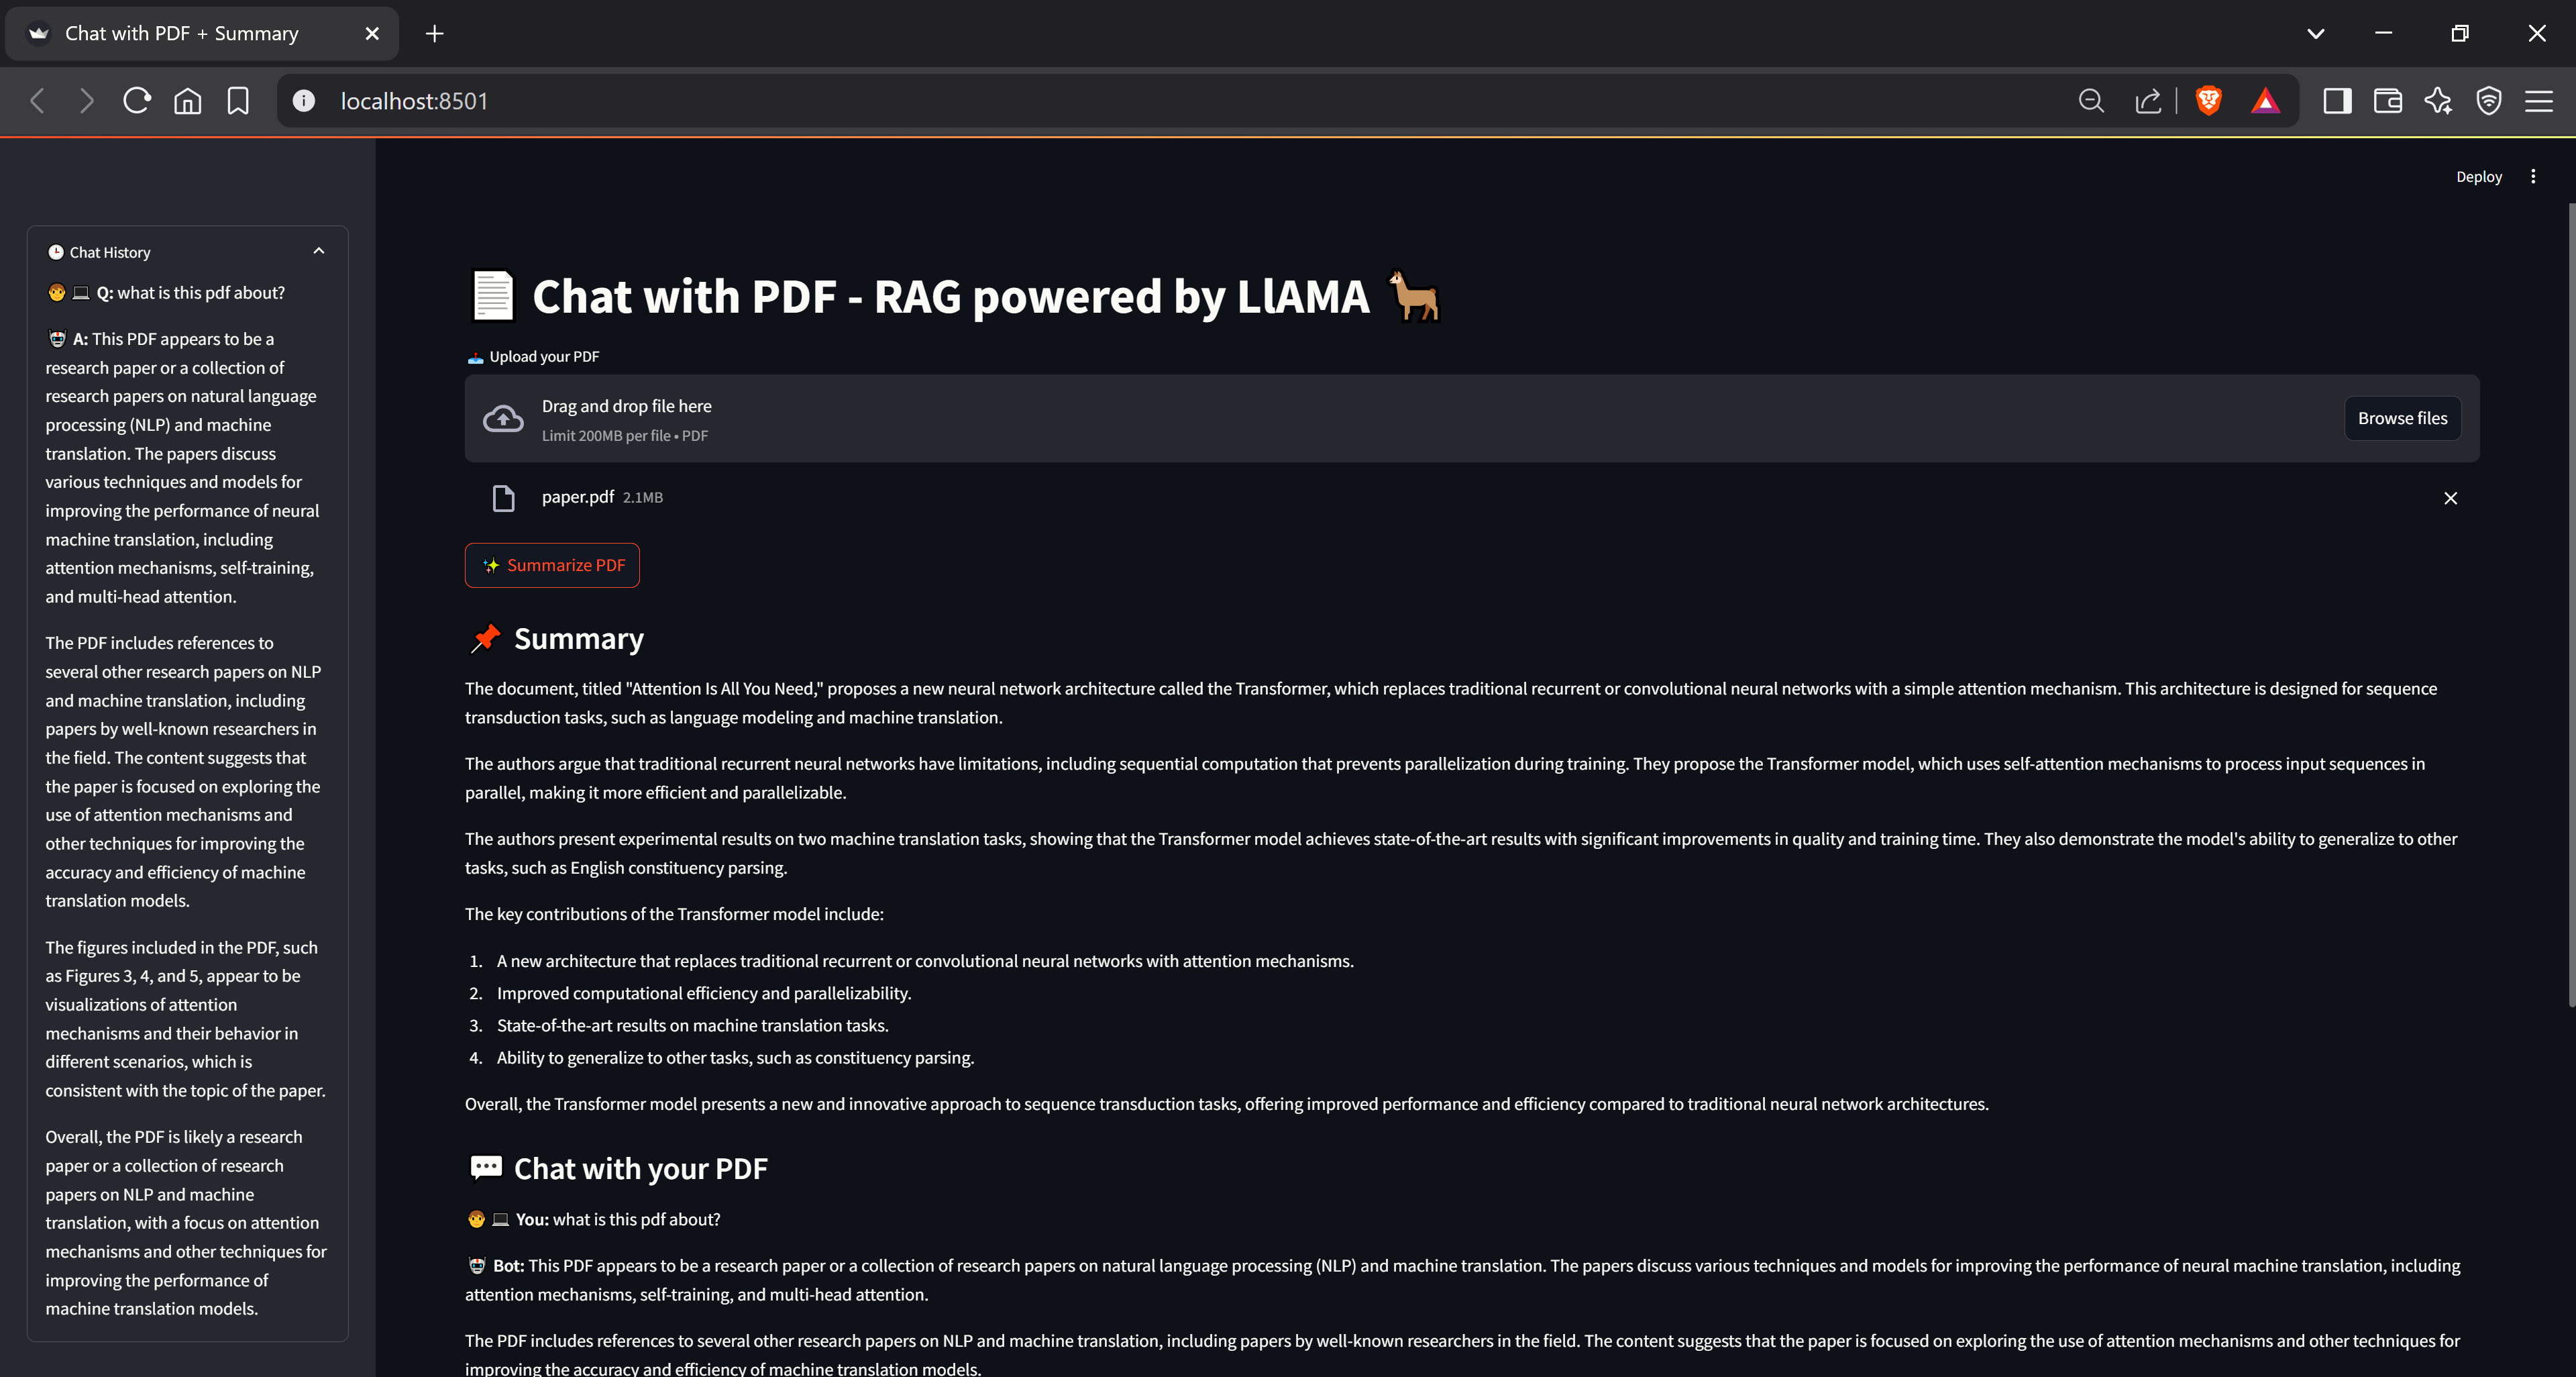 Chat with PDF + Summary
localhost:8501
Deploy
Chat History
Q: what is this pdf about?
A: This PDF appears to be a
research paper or a collection of
research papers on natural language
processing (NLP) and machine
translation. The papers discuss
various techniques and models for
improving the performance of neural
machine translation, including
attention mechanisms, self-training,
and multi-head attention.
The PDF includes references to
several other research papers on NLP
and machine translation, including
papers by well-known researchers in
the field. The content suggests that
the paper is focused on exploring the
use of attention mechanisms and
other techniques for improving the
accuracy and efficiency of machine
translation models.
The figures included in the PDF, such
as Figures 3, 4, and 5, appear to be
visualizations of attention
mechanisms and their behavior in
different scenarios, which is
consistent with the topic of the paper.
Overall, the PDF is likely a research
paper or a collection of research
papers on NLP and machine
translation, with a focus on attention
mechanisms and other techniques for
improving the performance of
machine translation models.
Chat with PDF - RAG powered by LlAMA
Upload your PDF
Drag and drop file here
Limit 200MB per file • PDF
Browse files
paper.pdf 2.1MB
Summarize PDF
Summary
The document, titled "Attention Is All You Need," proposes a new neural network architecture called the Transformer, which replaces traditional recurrent or convolutional neural networks with a simple attention mechanism. This architecture is designed for sequence
transduction tasks, such as language modeling and machine translation.
The authors argue that traditional recurrent neural networks have limitations, including sequential computation that prevents parallelization during training. They propose the Transformer model, which uses self-attention mechanisms to process input sequences in
parallel, making it more efficient and parallelizable.
The authors present experimental results on two machine translation tasks, showing that the Transformer model achieves state-of-the-art results with significant improvements in quality and training time. They also demonstrate the model's ability to generalize to other
tasks, such as English constituency parsing.
The key contributions of the Transformer model include:
1. A new architecture that replaces traditional recurrent or convolutional neural networks with attention mechanisms.
2. Improved computational efficiency and parallelizability.
3. State-of-the-art results on machine translation tasks.
4. Ability to generalize to other tasks, such as constituency parsing.
Overall, the Transformer model presents a new and innovative approach to sequence transduction tasks, offering improved performance and efficiency compared to traditional neural network architectures.
Chat with your PDF
You: what is this pdf about?
Bot: This PDF appears to be a research paper or a collection of research papers on natural language processing (NLP) and machine translation. The papers discuss various techniques and models for improving the performance of neural machine translation, including
attention mechanisms, self-training, and multi-head attention.
The PDF includes references to several other research papers on NLP and machine translation, including papers by well-known researchers in the field. The content suggests that the paper is focused on exploring the use of attention mechanisms and other techniques for
improving the accuracy and efficiency of machine translation models.